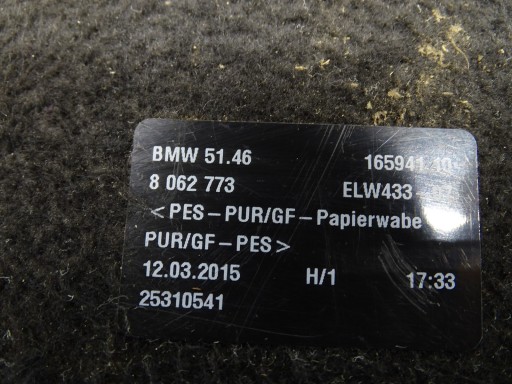 BMW 51.46 165941.10
8 062 773 ELW433-
< PES-PUR/GF-Papierwabe
PUR/GF-PES>
12.03.2015 H/1 17:33
25310541